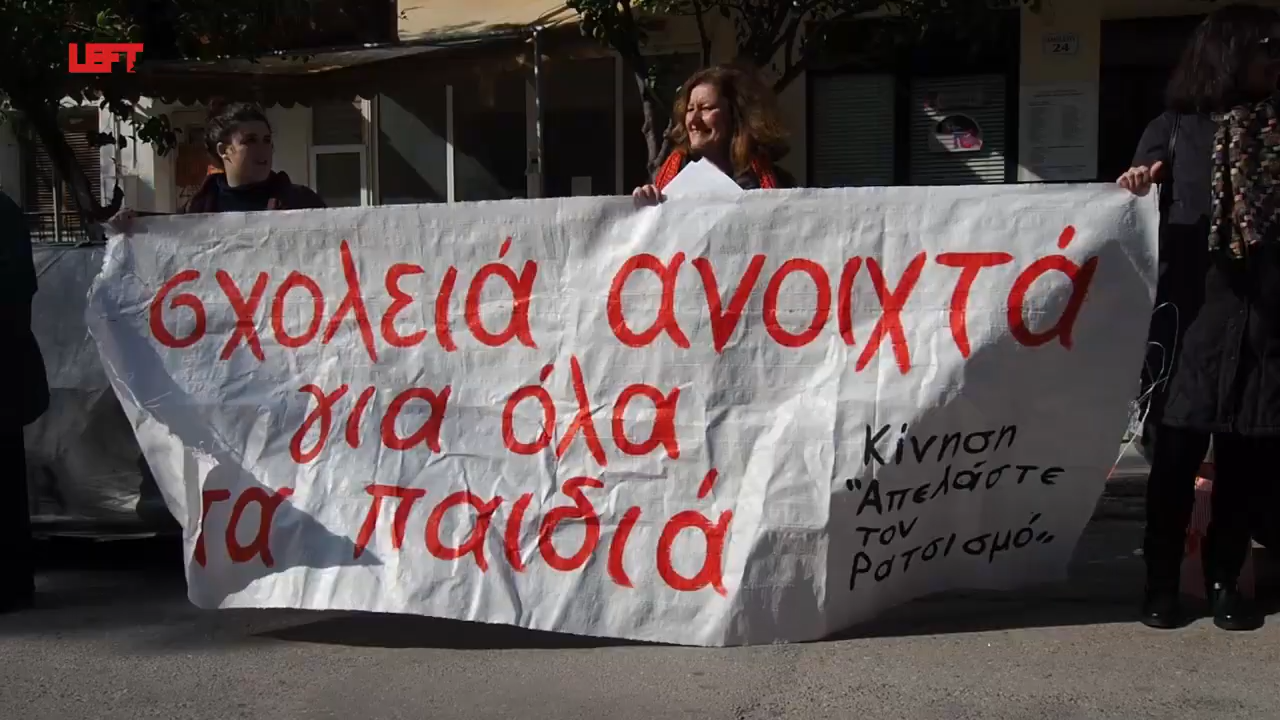 LEFT
24
σχολειά ανοιχτά
για όλα
τα παιδιά
Κίνηση
"Απελάστε
τον
Ρατσισμό"